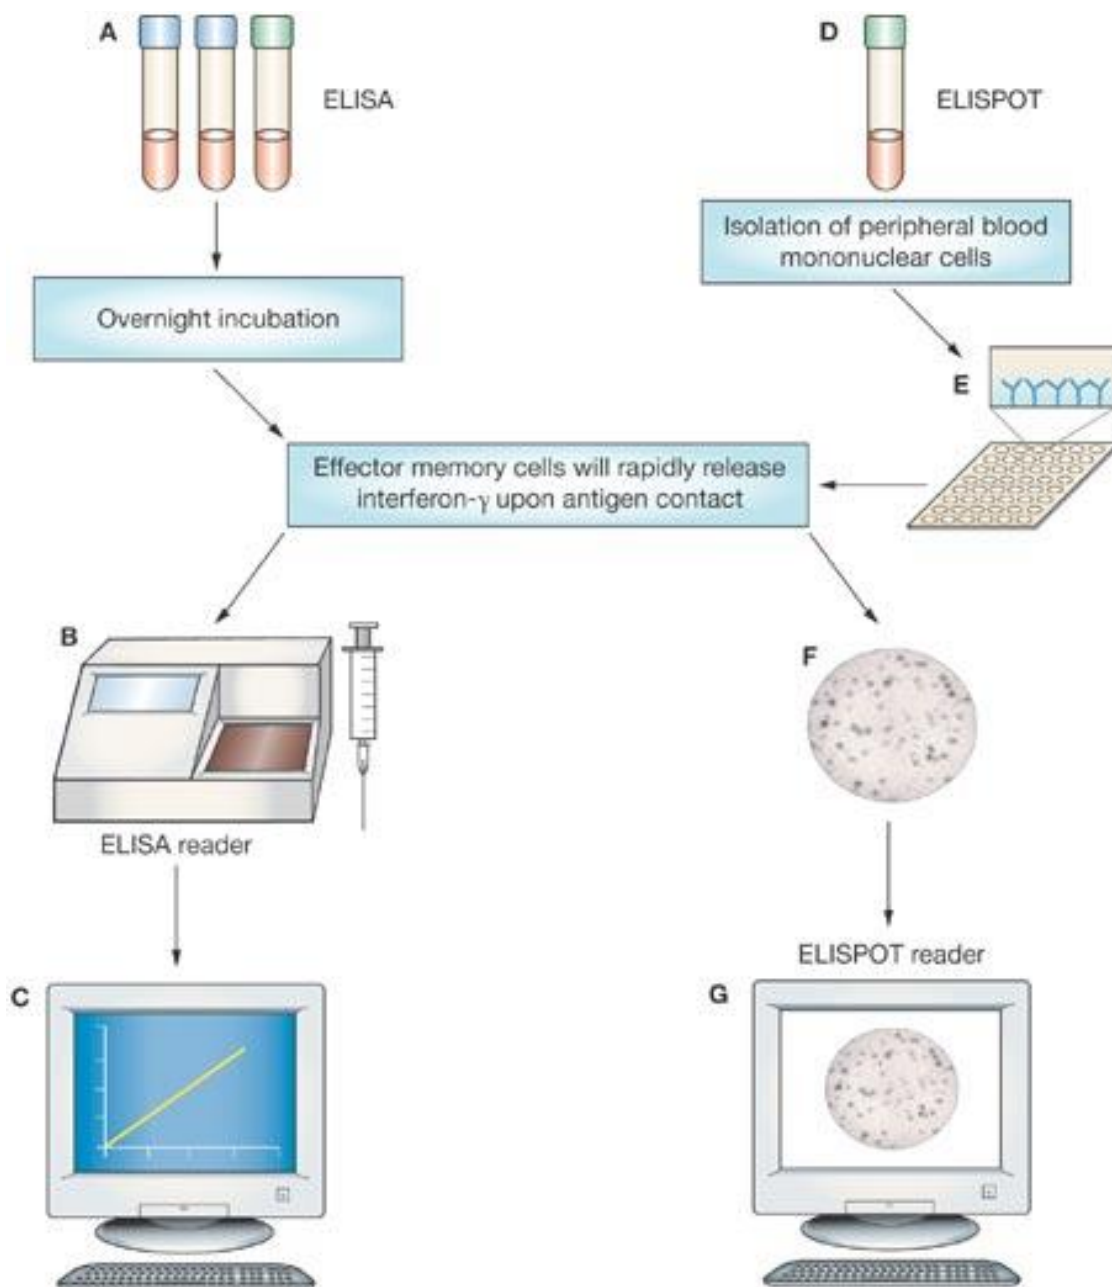 A
ELISA
D
ELISPOT
Isolation of peripheral blood
mononuclear cells
Overnight incubation
E
Effector memory cells will rapidly release
interferon-γ upon antigen contact
B
ELISA reader
F
C
ELISPOT reader
G